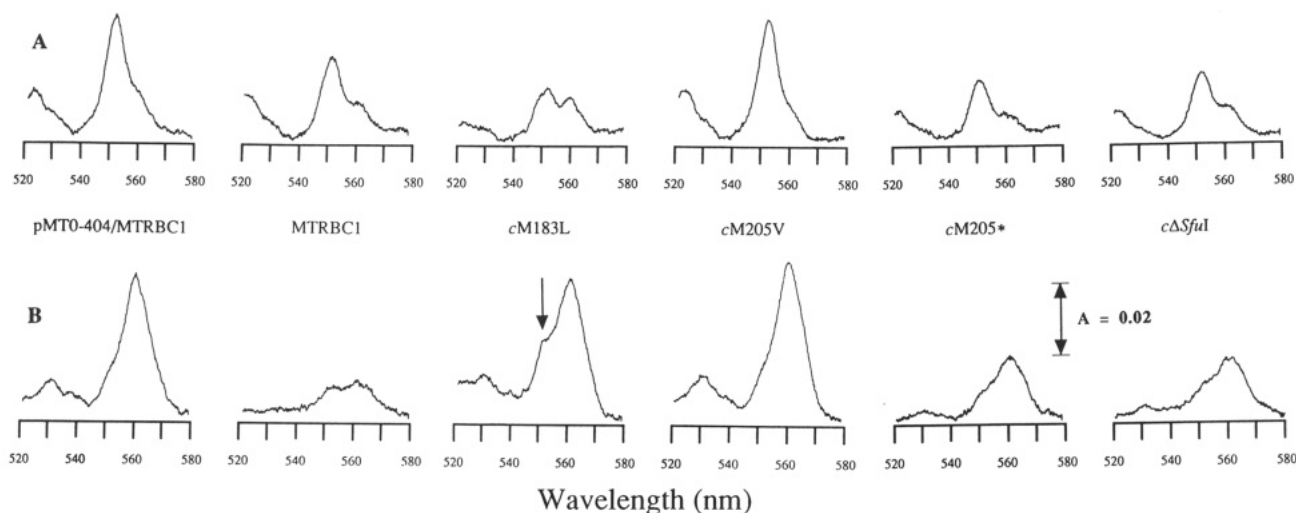 A
520 540 560 580 520 540 560 580 520 540 560 580 520 540 560 580 520 540 560 580 520 540 560 580
pMT0-404/MTRBC1 MTRBC1 cM183L cM205V cM205* cΔSfuI
B
A = 0.02
520 540 560 580 520 540 560 580 520 540 560 580 520 540 560 580 520 540 560 580 520 540 560 580
Wavelength (nm)